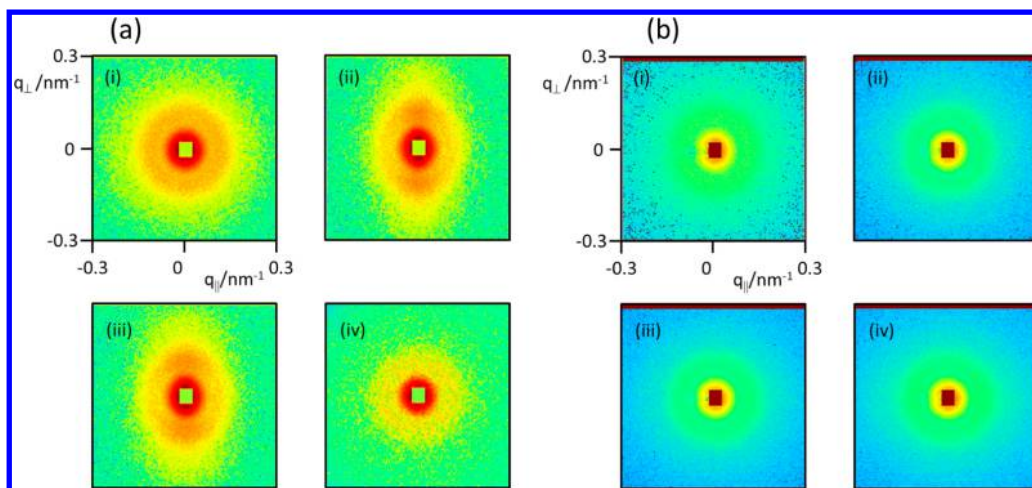 (a) (b)
0.3 (i) (ii) 0.3 (i) (ii)
q⊥/nm⁻¹ q⊥/nm⁻¹
0 0
-0.3 -0.3
-0.3 0 0.3 -0.3 0 0.3
q||/nm⁻¹ q||/nm⁻¹
(iii) (iv) (iii) (iv)